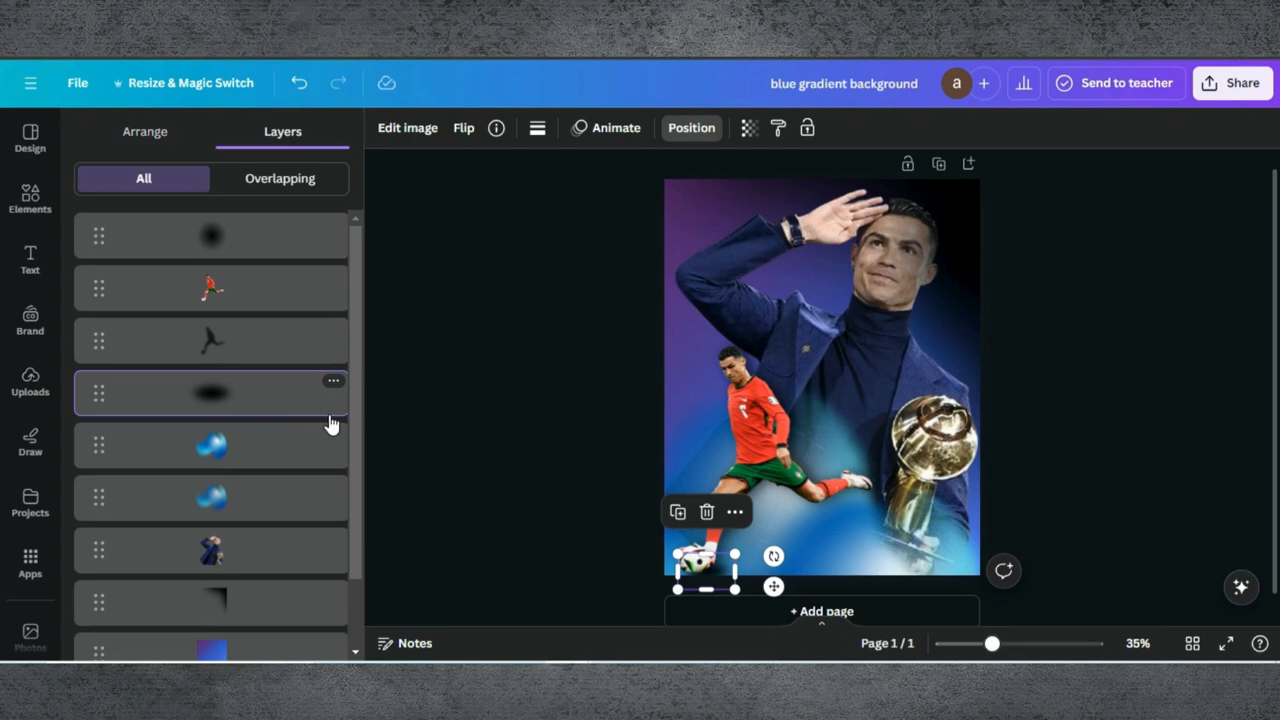 File
Resize & Magic Switch
blue gradient background
a
Send to teacher
Share
Design
Elements
Text
Brand
Uploads
Draw
Projects
Apps
Photos
Arrange
Layers
All
Overlapping
Edit image
Flip
Animate
Position
+ Add page
Notes
Page 1 / 1
35%